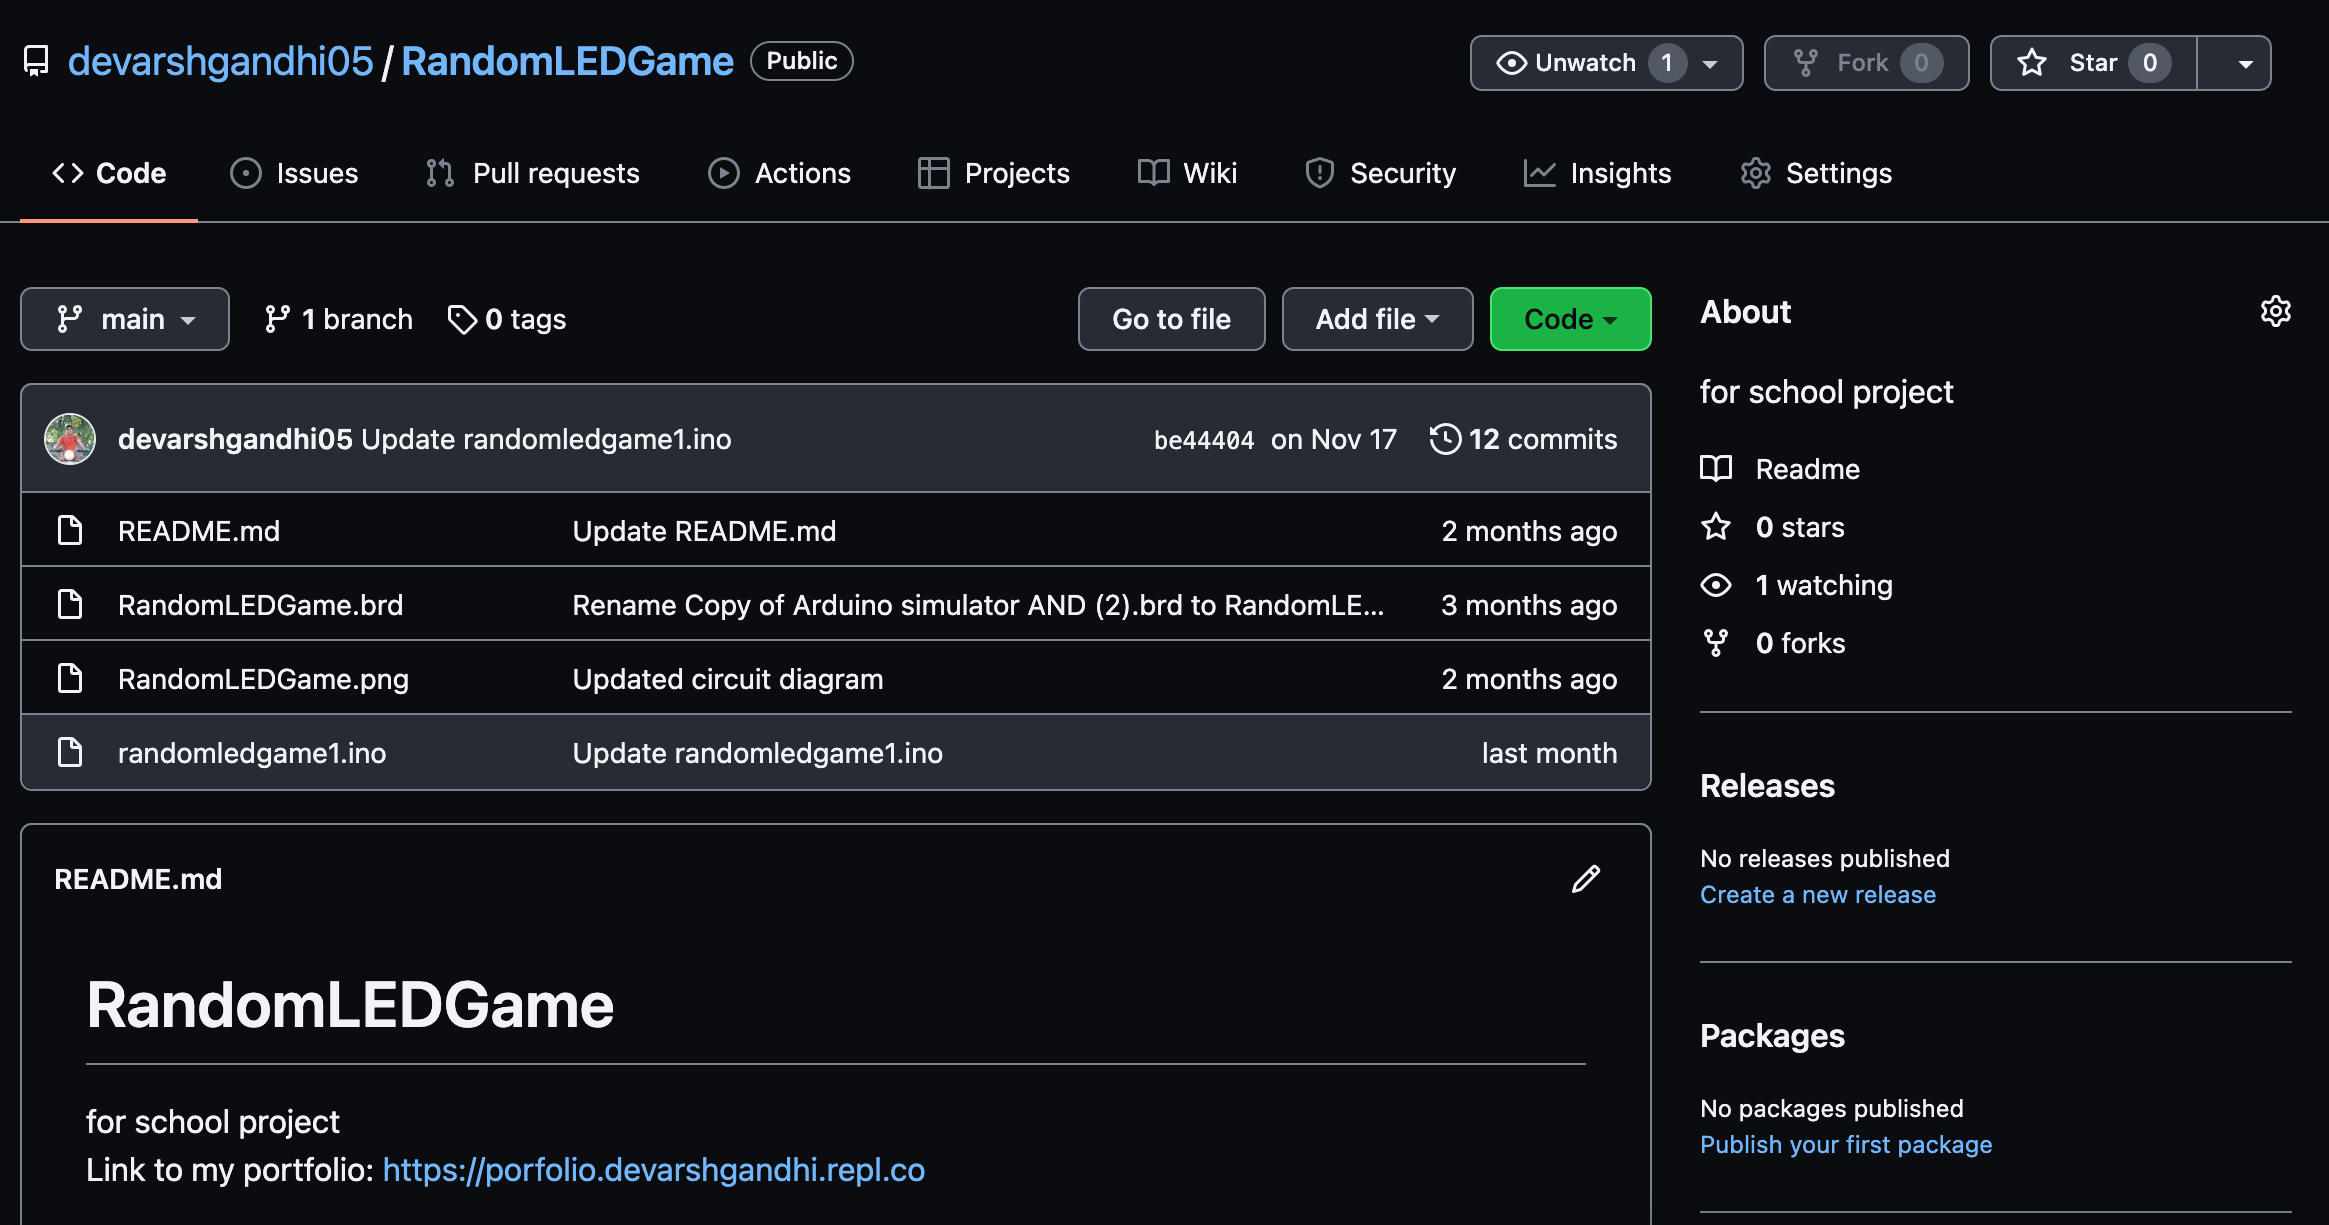 devarshgandhi05 / RandomLEDGame Public Unwatch 1 Fork 0 Star 0
Code Issues Pull requests Actions Projects Wiki Security Insights Settings
main 1 branch 0 tags Go to file Add file Code
devarshgandhi05 Update randomledgame1.ino be44404 on Nov 17 12 commits
README.md Update README.md 2 months ago
RandomLEDGame.brd Rename Copy of Arduino simulator AND (2).brd to RandomLE... 3 months ago
RandomLEDGame.png Updated circuit diagram 2 months ago
randomledgame1.ino Update randomledgame1.ino last month
README.md
RandomLEDGame
for school project
Link to my portfolio: https://porfolio.devarshgandhi.repl.co
About
for school project
Readme
0 stars
1 watching
0 forks
Releases
No releases published
Create a new release
Packages
No packages published
Publish your first package